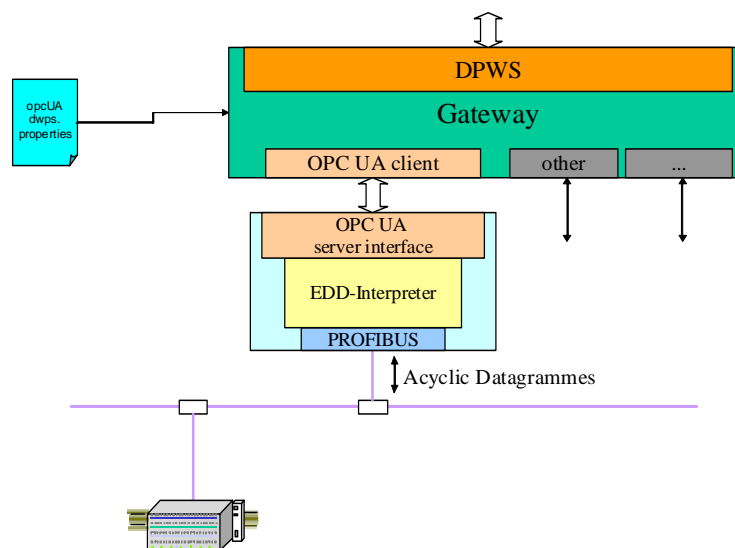 DPWS
opcUA
dwps.
properties
Gateway
OPC UA client
other
...
OPC UA
server interface
EDD-Interpreter
PROFIBUS
Acyclic Datagrammes